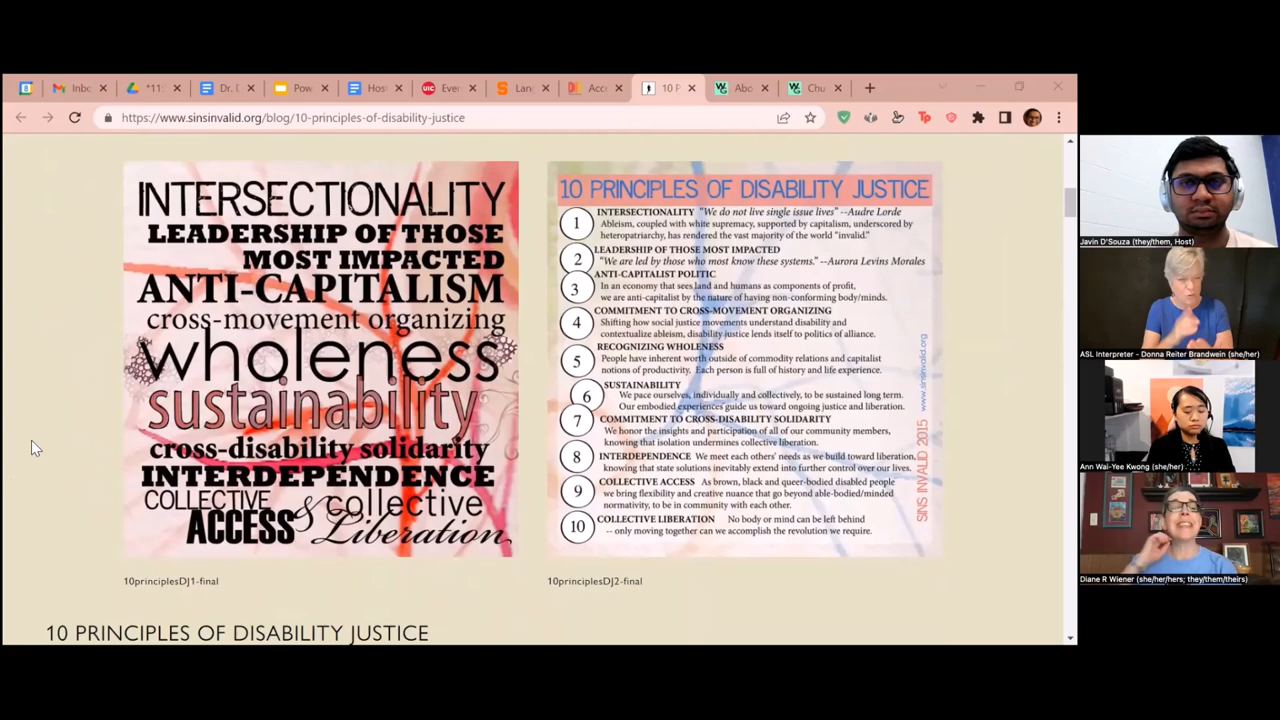 Inbc
*11:
Dr. D
Pow
Host
UIC
Ever
Lan
Acc
10 P
Abo
Chu
https://www.sinsinvalid.org/blog/10-principles-of-disability-justice
INTERSECTIONALITY
LEADERSHIP OF THOSE
MOST IMPACTED
ANTI-CAPITALISM
cross-movement organizing
wholeness
sustainability
cross-disability solidarity
INTERDEPENDENCE
COLLECTIVE
ACCESS
& collective
Liberation
10principlesDJ1-final
10 PRINCIPLES OF DISABILITY JUSTICE
1 INTERSECTIONALITY "We do not live single issue lives" --Audre Lorde
Ableism, coupled with white supremacy, supported by capitalism, underscored by
heteropatriarchy, has rendered the vast majority of the world "invalid."
2 LEADERSHIP OF THOSE MOST IMPACTED
"We are led by those who most know these systems." --Aurora Levins Morales
3 ANTI-CAPITALIST POLITIC
In an economy that sees land and humans as components of profit,
we are anti-capitalist by the nature of having non-conforming body/minds.
4 COMMITMENT TO CROSS-MOVEMENT ORGANIZING
Shifting how social justice movements understand disability and
contextualize ableism, disability justice lends itself to politics of alliance.
5 RECOGNIZING WHOLENESS
People have inherent worth outside of commodity relations and capitalist
notions of productivity. Each person is full of history and life experience.
6 SUSTAINABILITY
We pace ourselves, individually and collectively, to be sustained long term.
Our embodied experiences guide us toward ongoing justice and liberation.
7 COMMITMENT TO CROSS-DISABILITY SOLIDARITY
We honor the insights and participation of all of our community members,
knowing that isolation undermines collective liberation.
8 INTERDEPENDENCE We meet each others' needs as we build toward liberation,
knowing that state solutions inevitably extend into further control over our lives.
9 COLLECTIVE ACCESS As brown, black and queer-bodied disabled people
we bring flexibility and creative nuance that go beyond able-bodied/minded
normativity, to be in community with each other.
10 COLLECTIVE LIBERATION No body or mind can be left behind
-- only moving together can we accomplish the revolution we require.
SINS INVALID 2015 www.sinsinvalid.org
10principlesDJ2-final
10 PRINCIPLES OF DISABILITY JUSTICE
Javin D'Souza (they/them, Host)
ASL Interpreter - Donna Reiter Brandwein (she/her)
Ann Wai-Yee Kwong (she/her)
Diane R Wiener (she/her/hers; they/them/theirs)